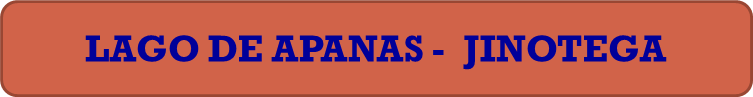 LAGO DE APANAS -  JINOTEGA